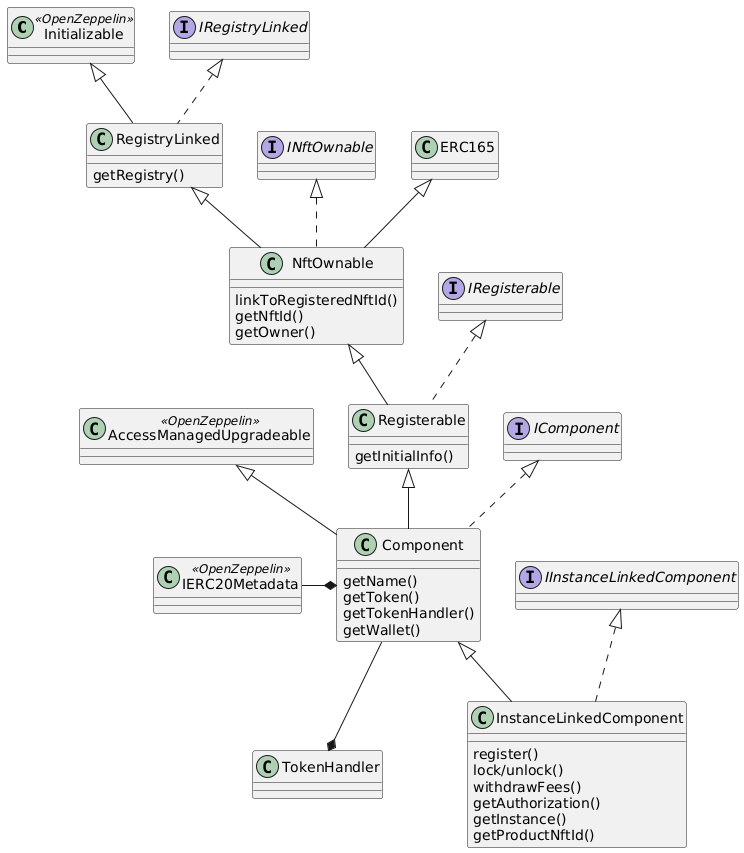 C
«OpenZeppelin»
Initializable
I
IRegistryLinked
C
RegistryLinked
getRegistry()
I
INftOwnable
C
ERC165
C
NftOwnable
linkToRegisteredNftId()
getNftId()
getOwner()
I
IRegisterable
C
«OpenZeppelin»
AccessManagedUpgradeable
C
Registerable
getInitialInfo()
I
IComponent
C
Component
getName()
getToken()
getTokenHandler()
getWallet()
C
«OpenZeppelin»
IERC20Metadata
I
IInstanceLinkedComponent
C
InstanceLinkedComponent
register()
lock/unlock()
withdrawFees()
getAuthorization()
getInstance()
getProductNftId()
C
TokenHandler